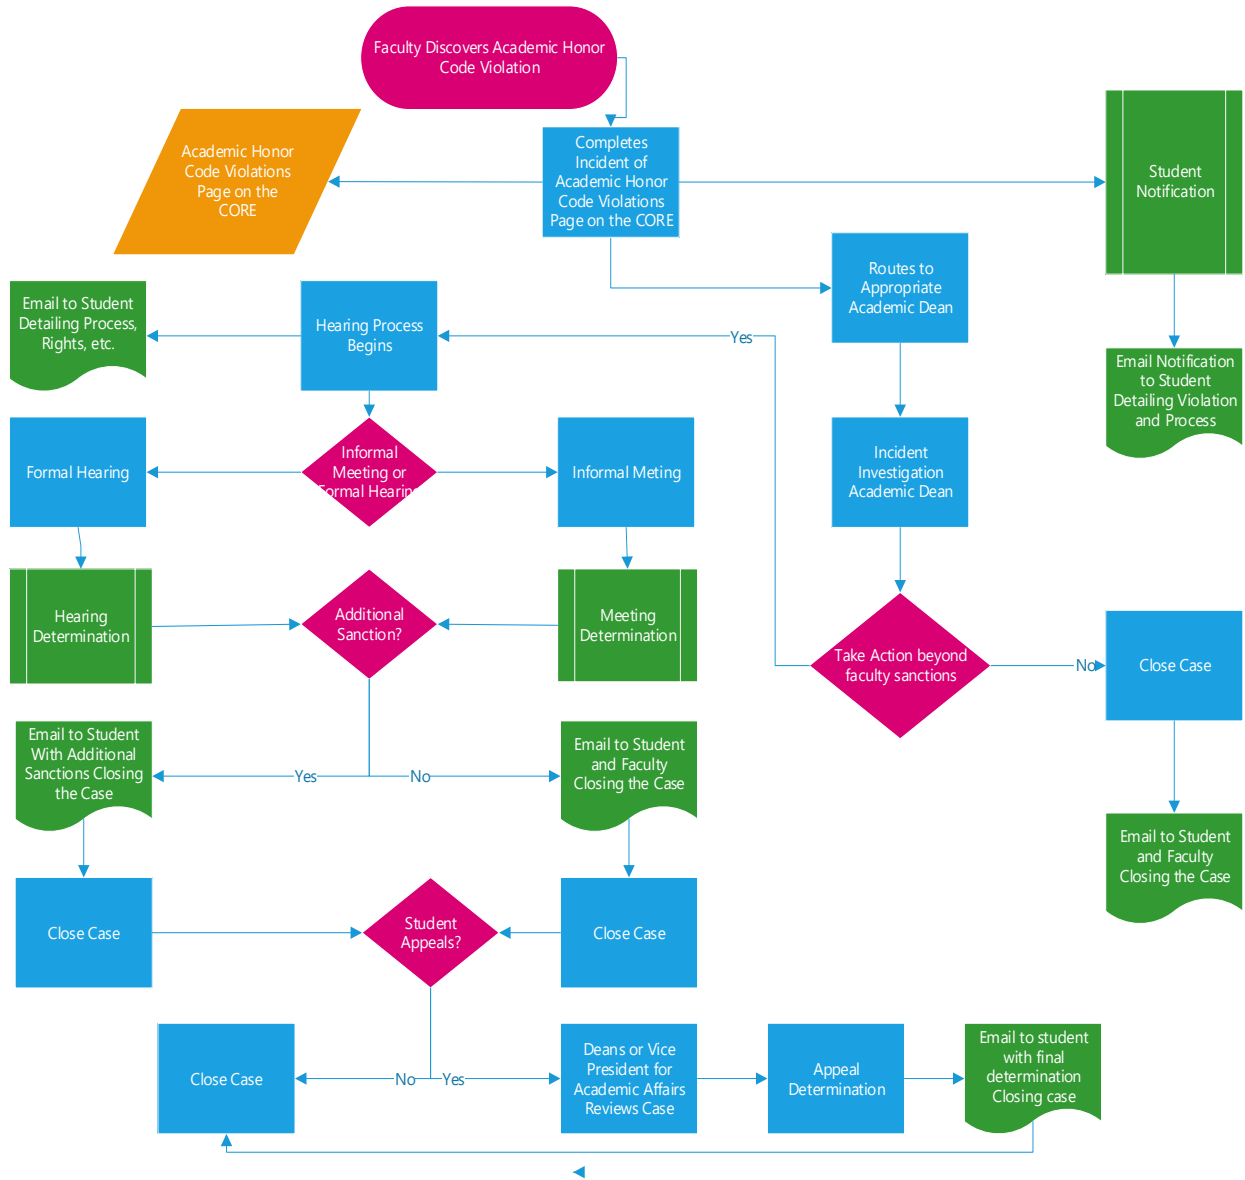 Faculty Discovers Academic Honor
Code Violation
Academic Honor
Code Violations
Page on the
CORE
Completes
Incident of
Academic Honor
Code Violations
Page on the CORE
Student
Notification
Routes to
Appropriate
Academic Dean
Email to Student
Detailing Process,
Rights, etc.
Hearing Process
Begins
Yes
Email Notification
to Student
Detailing Violation
and Process
Formal Hearing
Informal
Meeting or
Formal Hearing
Informal Meting
Incident
Investigation
Academic Dean
Hearing
Determination
Additional
Sanction?
Meeting
Determination
Take Action beyond
faculty sanctions
No
Close Case
Email to Student
With Additional
Sanctions Closing
the Case
Yes
No
Email to Student
and Faculty
Closing the Case
Email to Student
and Faculty
Closing the Case
Close Case
Student
Appeals?
Close Case
Close Case
No
Yes
Deans or Vice
President for
Academic Affairs
Reviews Case
Appeal
Determination
Email to student
with final
determination
Closing case